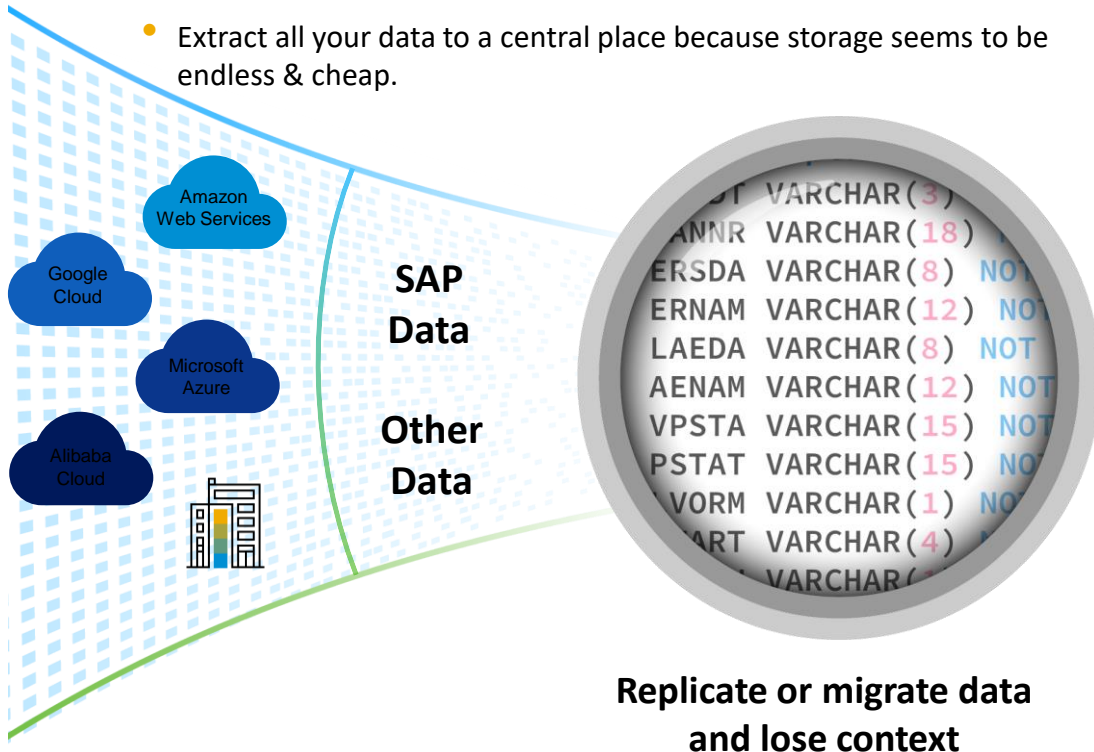 Extract all your data to a central place because storage seems to be
endless & cheap.
Amazon
Web Services
Google
Cloud
Microsoft
Azure
Alibaba
Cloud
SAP
Data
Other
Data
VARCHAR(3)
VARCHAR(18)
ERSDA VARCHAR(8) NOT
ERNAM VARCHAR(12) NOT
LAEDA VARCHAR(8) NOT
AENAM VARCHAR(12) NOT
VPSTA VARCHAR(15) NOT
PSTAT VARCHAR(15) NOT
LVORM VARCHAR(1) NOT
VARCHAR(4)
VARCHAR(
Replicate or migrate data
and lose context